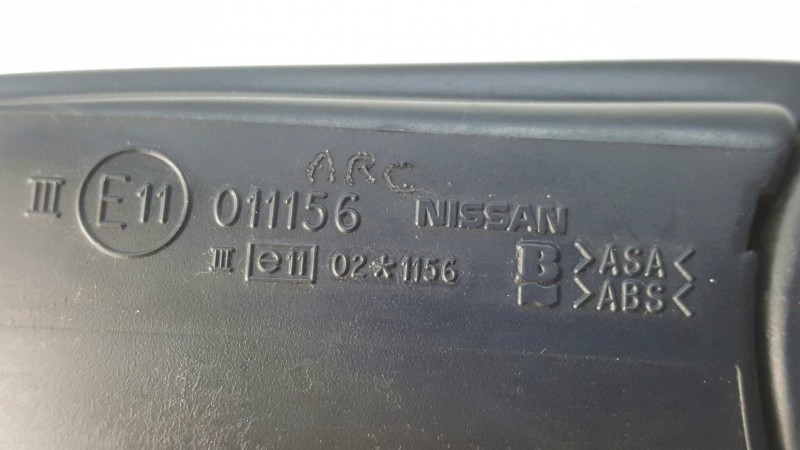 ARC
III E11 011156 NISSAN
III e11 02*1156 B >ASA<
>ABS<